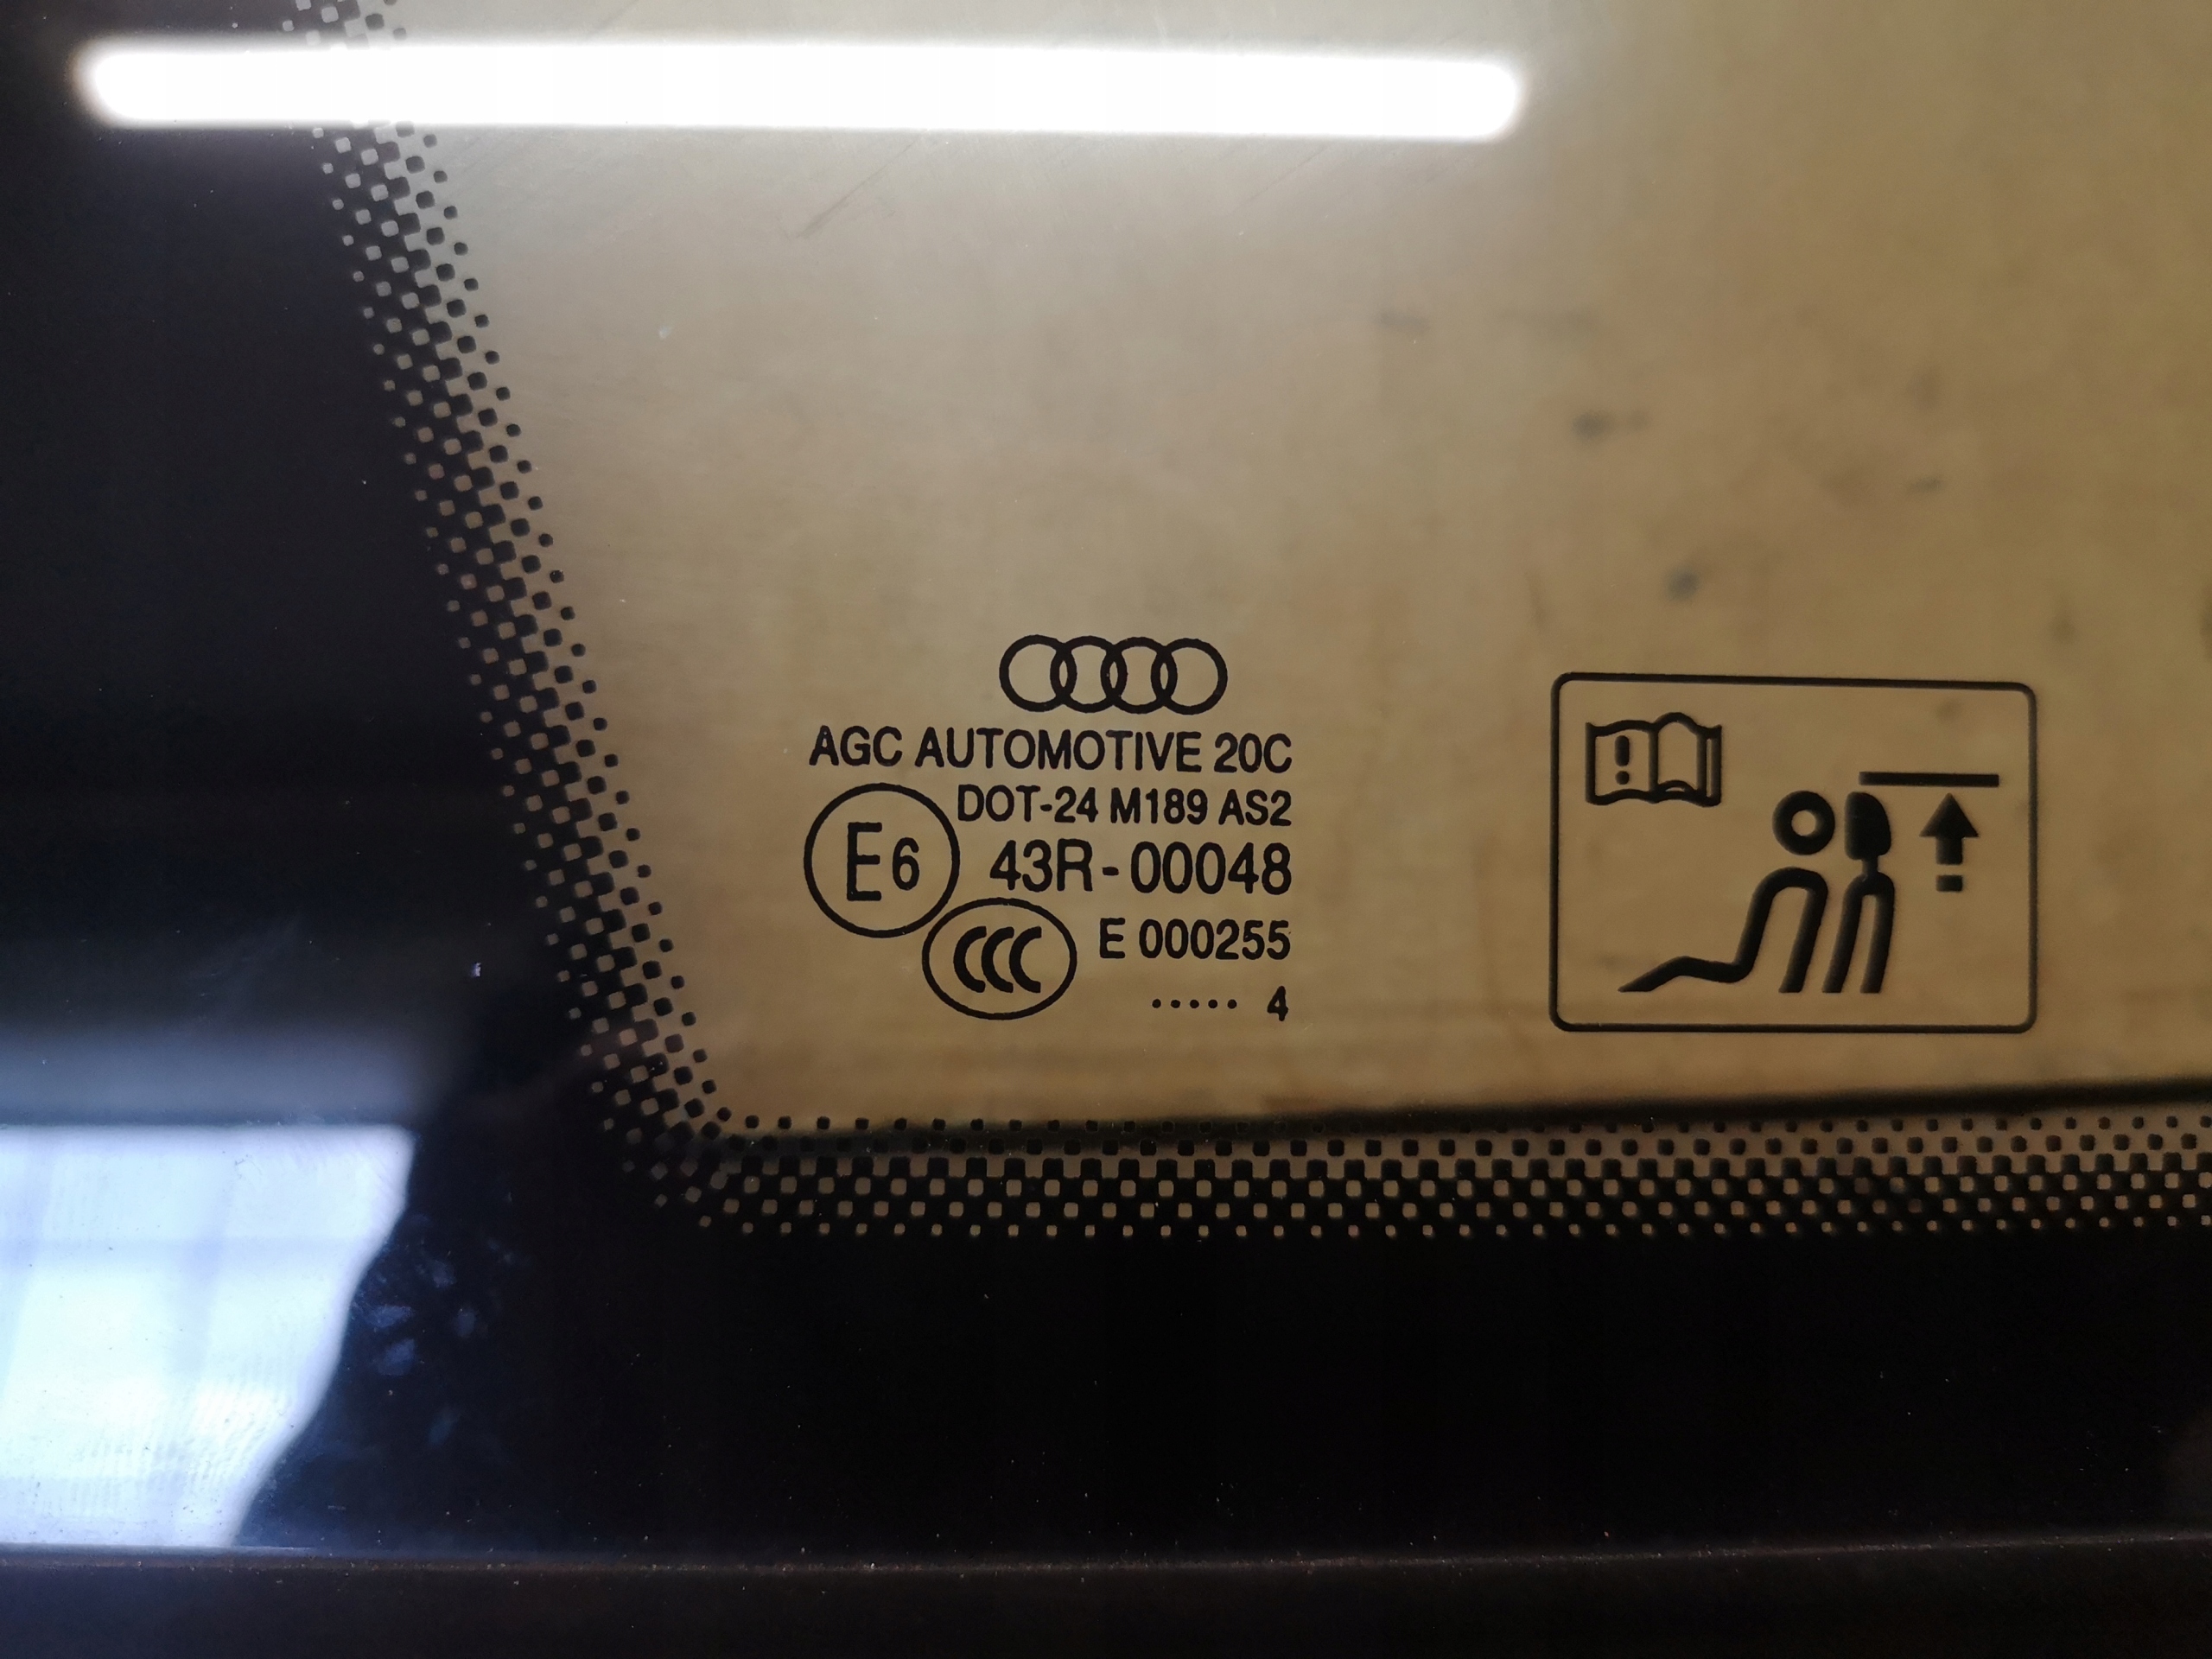 AGC AUTOMOTIVE 20C
DOT-24 M189 AS2
E6 43R-00048
CCC E 000255
..... 4